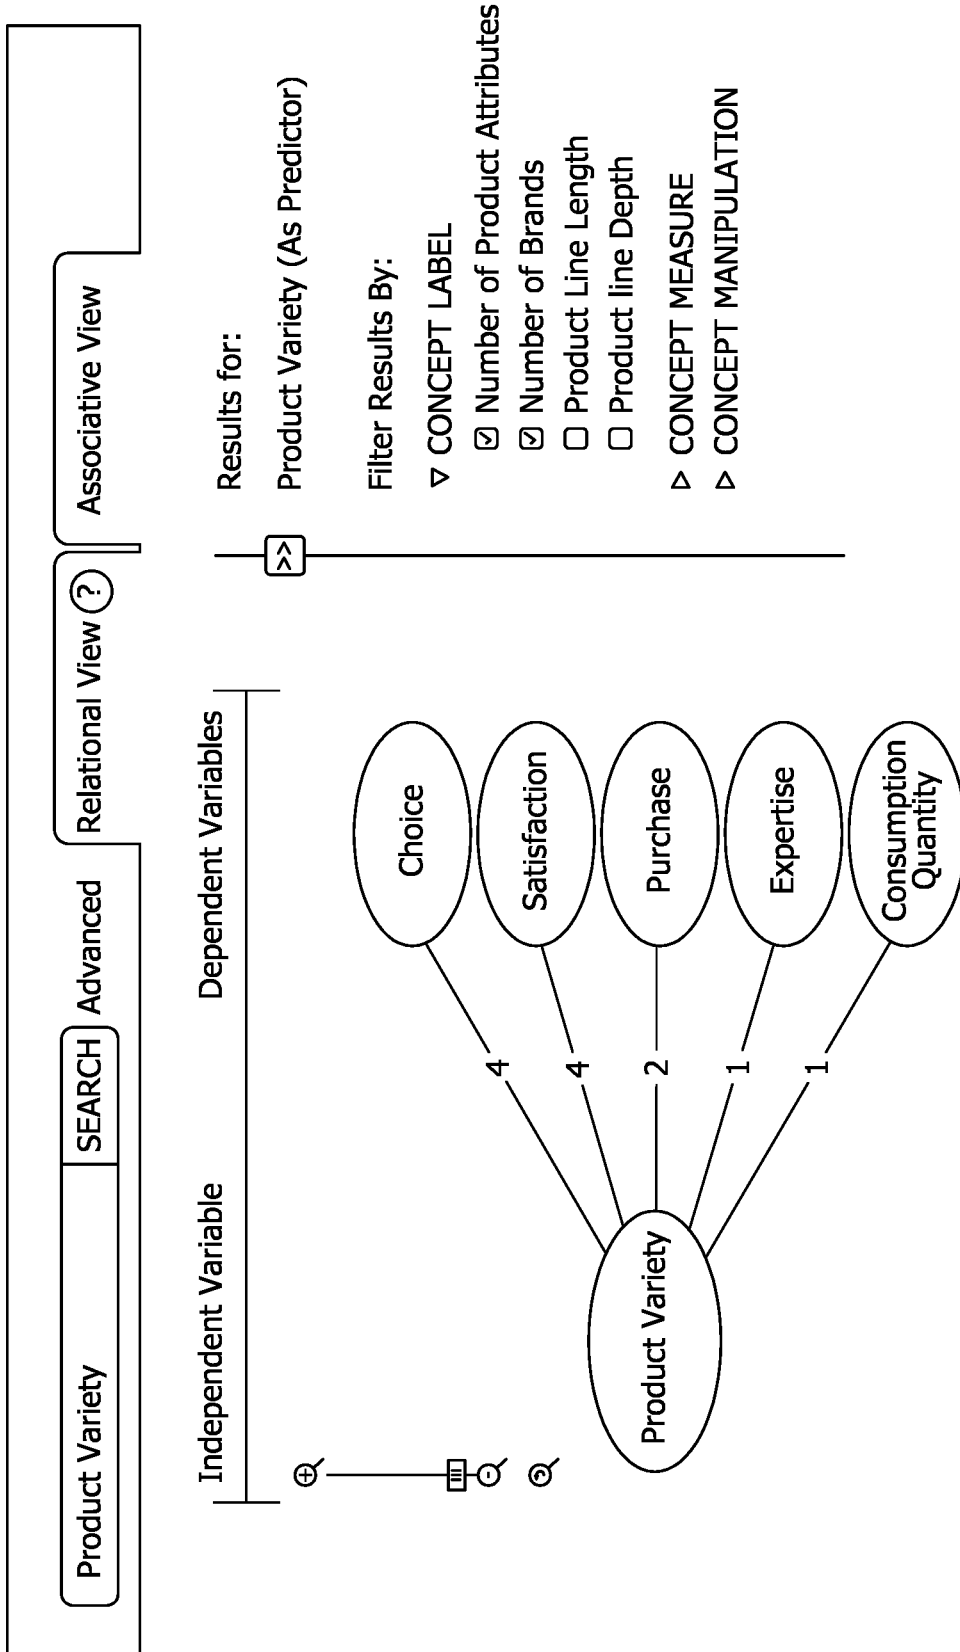 Product Variety
SEARCH
Advanced
Relational View ?
Associative View
Independent Variable
Dependent Variables
Product Variety
4
4
2
1
1
Choice
Satisfaction
Purchase
Expertise
Consumption
Quantity
>>
Results for:
Product Variety (As Predictor)
Filter Results By:
CONCEPT LABEL
Number of Product Attributes
Number of Brands
Product Line Length
Product line Depth
CONCEPT MEASURE
CONCEPT MANIPULATION